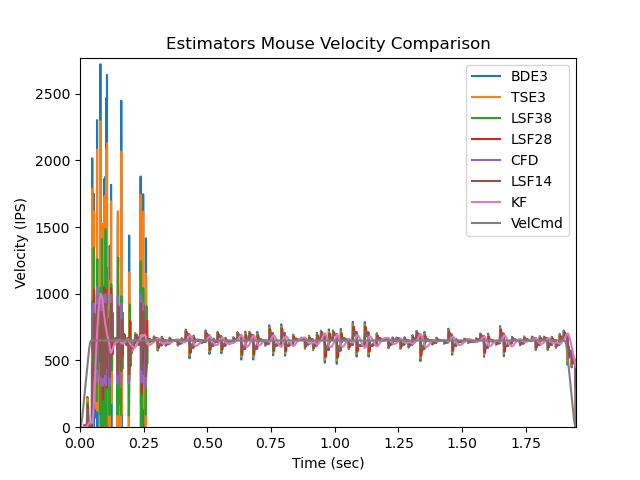 Estimators Mouse Velocity Comparison
Velocity (IPS)
2500
2000
1500
1000
500
0
BDE3
TSE3
LSF38
LSF28
CFD
LSF14
KF
VelCmd
0.00 0.25 0.50 0.75 1.00 1.25 1.50 1.75
Time (sec)